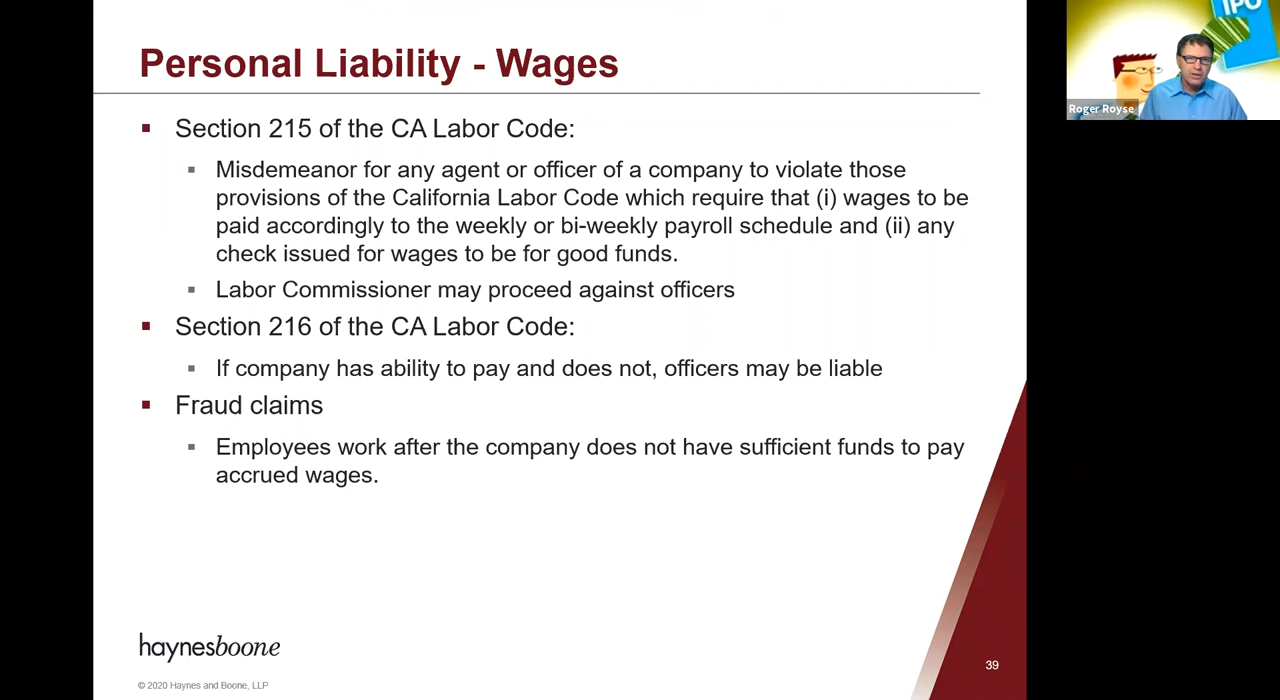 Personal Liability - Wages
Section 215 of the CA Labor Code:
Misdemeanor for any agent or officer of a company to violate those
provisions of the California Labor Code which require that (i) wages to be
paid accordingly to the weekly or bi-weekly payroll schedule and (ii) any
check issued for wages to be for good funds.
Labor Commissioner may proceed against officers
Section 216 of the CA Labor Code:
If company has ability to pay and does not, officers may be liable
Fraud claims
Employees work after the company does not have sufficient funds to pay
accrued wages.
haynesboone
© 2020 Haynes and Boone, LLP
39
IPO
Roger Royse